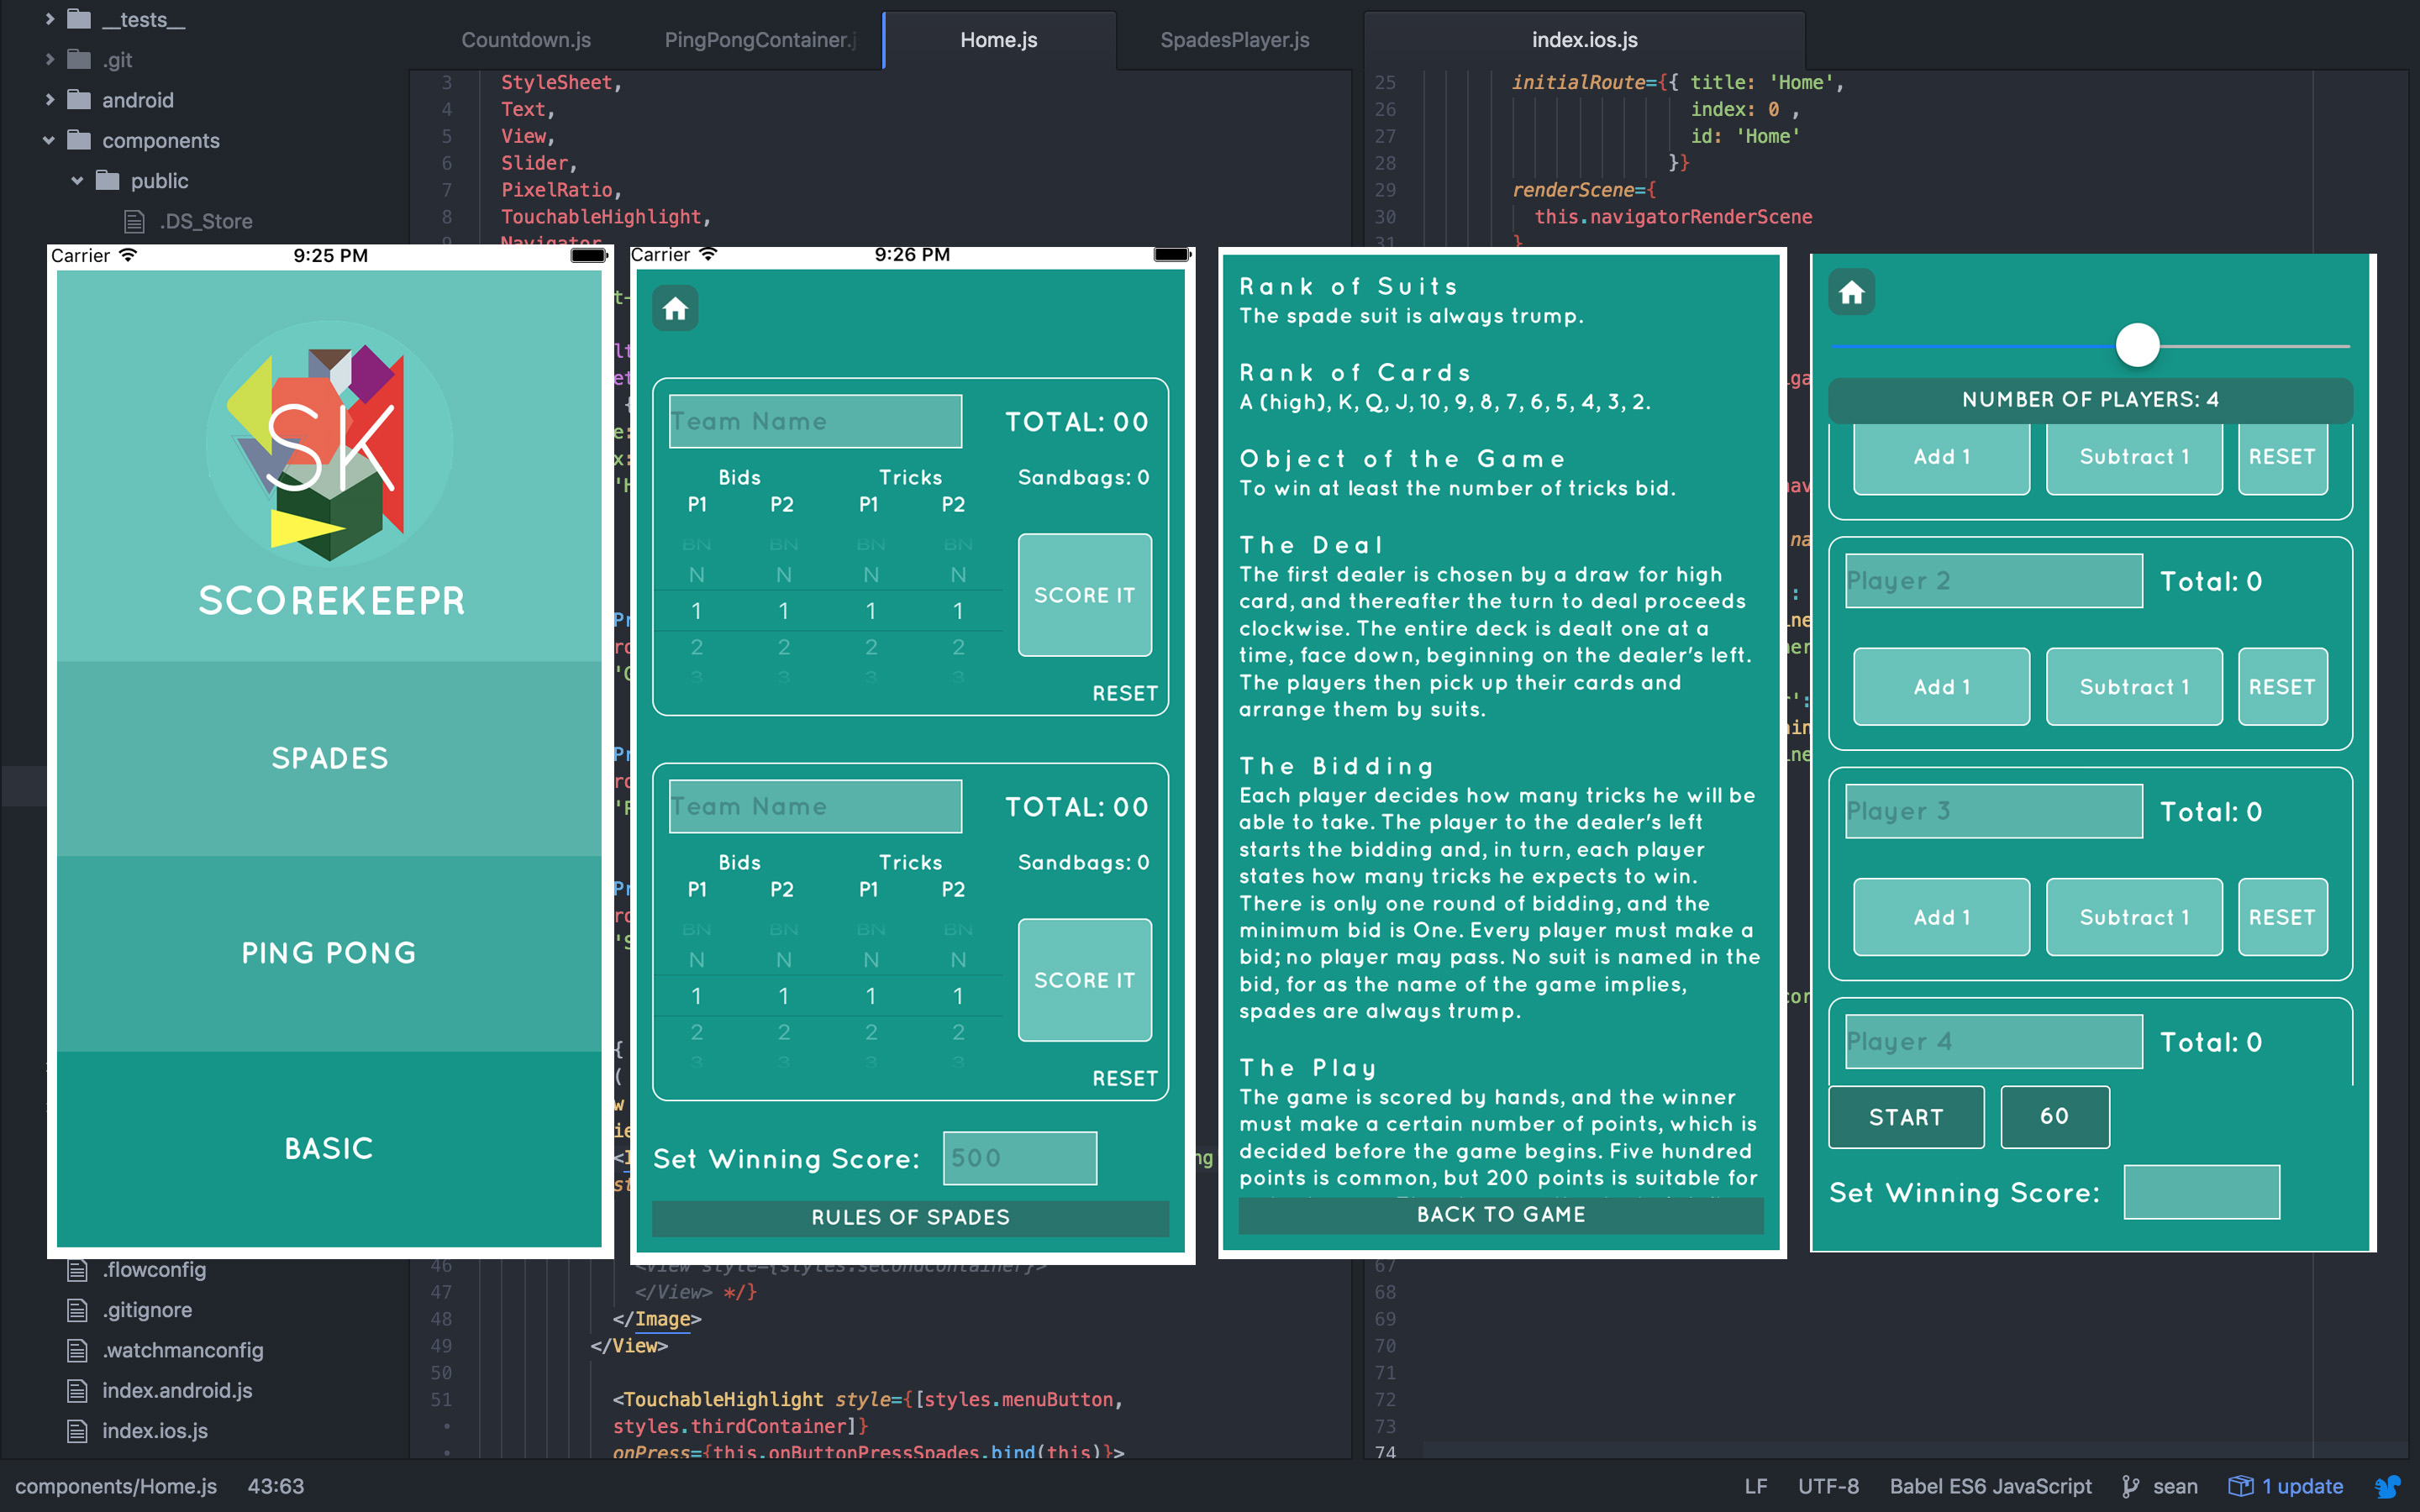 __tests__
.git
android
components
public
.DS_Store
Countdown.js
PingPongContainer.j
Home.js
SpadesPlayer.js
index.ios.js
3 StyleSheet,
4 Text,
5 View,
6 Slider,
7 PixelRatio,
8 TouchableHighlight,
9 Navigator
25 initialRoute={{ title: 'Home',
26 index: 0 ,
27 id: 'Home'
28 }}
29 renderScene={
30 this.navigatorRenderScene
31 }
Carrier 9:25 PM
SK
SCOREKEEPR
SPADES
PING PONG
BASIC
Carrier 9:26 PM
Team Name TOTAL: 00
Bids Tricks Sandbags: 0
P1 P2 P1 P2
BN BN BN BN
N N N N
1 1 1 1
SCORE IT
2 2 2 2
3 3 3 3
RESET
Team Name TOTAL: 00
Bids Tricks Sandbags: 0
P1 P2 P1 P2
BN BN BN BN
N N N N
1 1 1 1
SCORE IT
2 2 2 2
3 3 3 3
RESET
Set Winning Score: 500
RULES OF SPADES
Rank of Suits
The spade suit is always trump.
Rank of Cards
A (high), K, Q, J, 10, 9, 8, 7, 6, 5, 4, 3, 2.
Object of the Game
To win at least the number of tricks bid.
The Deal
The first dealer is chosen by a draw for high
card, and thereafter the turn to deal proceeds
clockwise. The entire deck is dealt one at a
time, face down, beginning on the dealer's left.
The players then pick up their cards and
arrange them by suits.
The Bidding
Each player decides how many tricks he will be
able to take. The player to the dealer's left
starts the bidding and, in turn, each player
states how many tricks he expects to win.
There is only one round of bidding, and the
minimum bid is One. Every player must make a
bid; no player may pass. No suit is named in the
bid, for as the name of the game implies,
spades are always trump.
The Play
The game is scored by hands, and the winner
must make a certain number of points, which is
decided before the game begins. Five hundred
points is common, but 200 points is suitable for
BACK TO GAME
NUMBER OF PLAYERS: 4
Add 1 Subtract 1 RESET
Player 2 Total: 0
Add 1 Subtract 1 RESET
Player 3 Total: 0
Add 1 Subtract 1 RESET
Player 4 Total: 0
START 60
Set Winning Score:
.flowconfig
.gitignore
.watchmanconfig
index.android.js
index.ios.js
46 <View style={styles.secondContainer}>
47 </View> */}
48 </Image>
49 </View>
50
51 <TouchableHighlight style={[styles.menuButton,
styles.thirdContainer]}
onPress={this.onButtonPressSpades.bind(this)}>
67
68
69
70
71
72
73
74
components/Home.js 43:63
LF UTF-8 Babel ES6 JavaScript sean 1 update